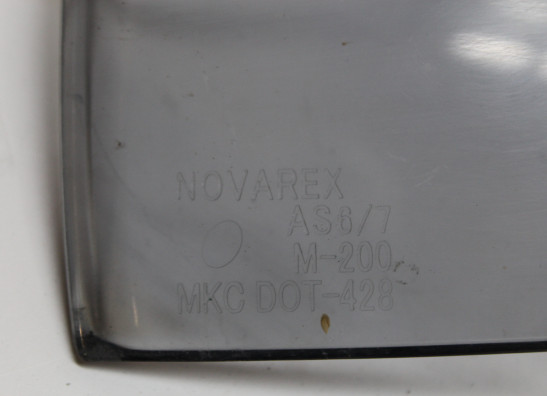 NOVAREX
AS6/7
M-200
MKC DOT-428